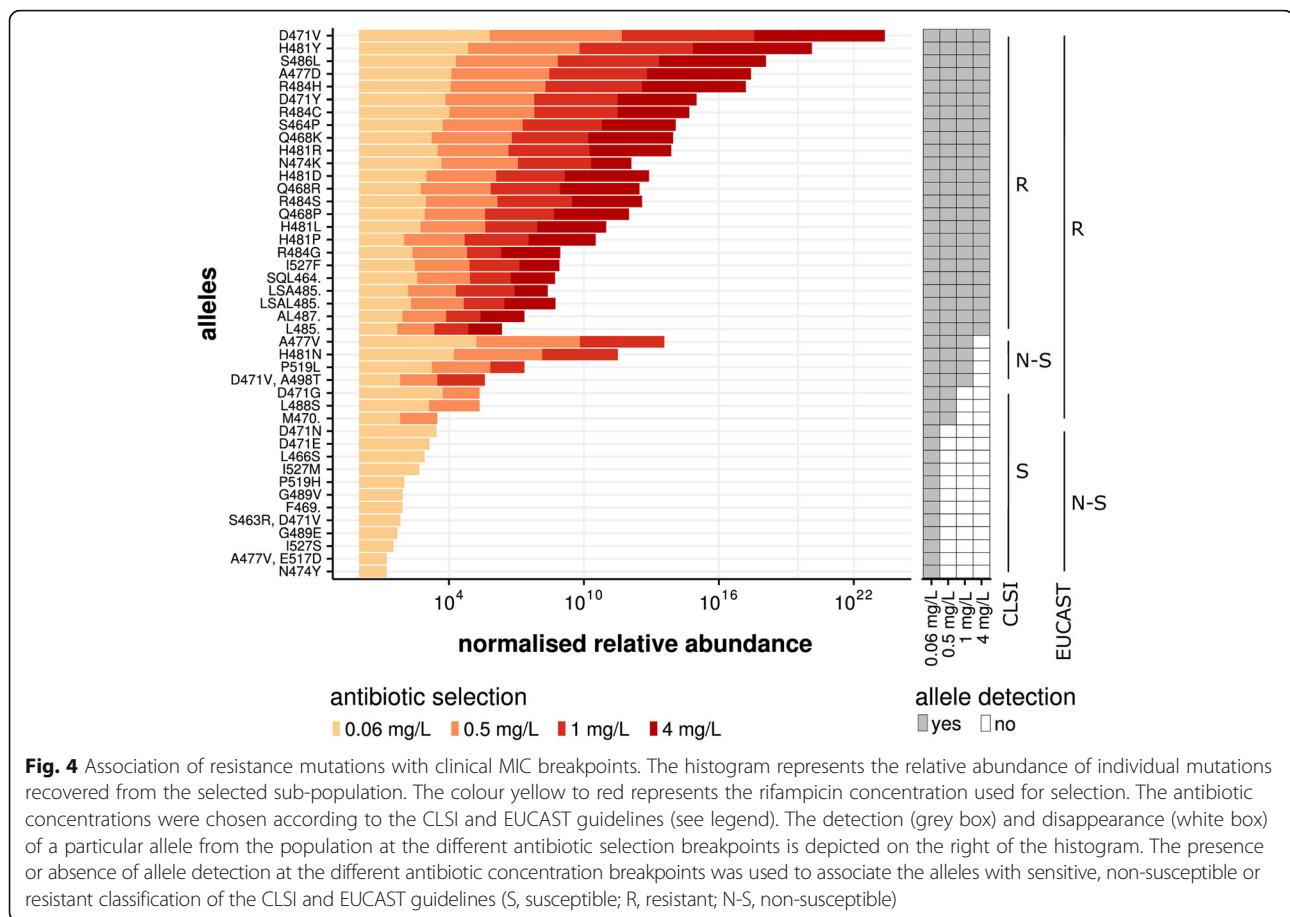 alleles
D471V
H481Y
S486L
A477D
R484H
D471Y
R484C
S464P
Q468K
H481R
N474K
H481D
Q468R
R484S
Q468P
H481L
H481P
R484G
I527F
SQL464.
LSA485.
LSAL485.
AL487.
L485.
A477V
H481N
P519L
D471V, A498T
D471G
L488S
M470.
D471N
D471E
L466S
I527M
P519H
G489V
F469.
S463R, D471V
G489E
I527S
A477V, E517D
N474Y
10^4 10^10 10^16 10^22
normalised relative abundance
0.06 mg/L
0.5 mg/L
1 mg/L
4 mg/L
R
N-S
S
CLSI
R
N-S
EUCAST
antibiotic selection
0.06 mg/L 0.5 mg/L 1 mg/L 4 mg/L
allele detection
yes no
Fig. 4 Association of resistance mutations with clinical MIC breakpoints. The histogram represents the relative abundance of individual mutations
recovered from the selected sub-population. The colour yellow to red represents the rifampicin concentration used for selection. The antibiotic
concentrations were chosen according to the CLSI and EUCAST guidelines (see legend). The detection (grey box) and disappearance (white box)
of a particular allele from the population at the different antibiotic selection breakpoints is depicted on the right of the histogram. The presence
or absence of allele detection at the different antibiotic concentration breakpoints was used to associate the alleles with sensitive, non-susceptible or
resistant classification of the CLSI and EUCAST guidelines (S, susceptible; R, resistant; N-S, non-susceptible)